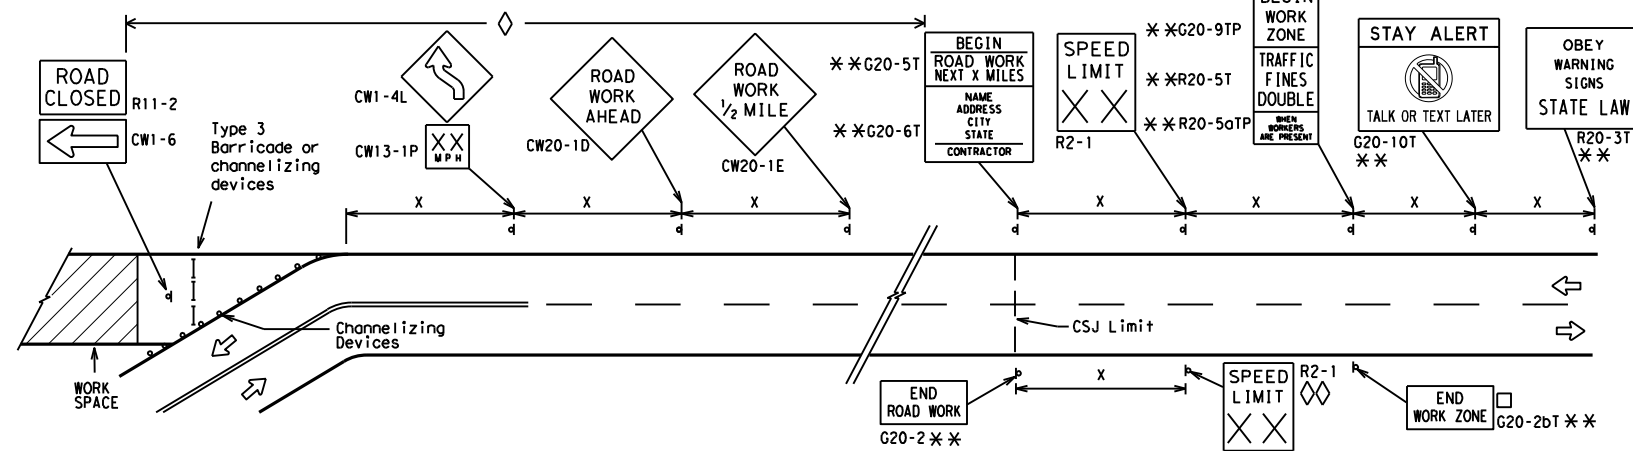 ROAD
CLOSED
R11-2
CW1-6
Type 3
Barricade or
channelizing
devices
CW1-4L
CW13-1P
XX
MPH
ROAD
WORK
AHEAD
CW20-1D
ROAD
WORK
1/2 MILE
CW20-1E
**G20-5T
BEGIN
ROAD WORK
NEXT X MILES
**G20-6T
NAME
ADDRESS
CITY
STATE
CONTRACTOR
SPEED
LIMIT
XX
R2-1
**G20-9TP
BEGIN
WORK
ZONE
**R20-5T
TRAFFIC
FINES
DOUBLE
**R20-5aTP
WHEN
WORKERS
ARE PRESENT
STAY ALERT
TALK OR TEXT LATER
G20-10T
**
OBEY
WARNING
SIGNS
STATE LAW
R20-3T
**
X X X X X X X
Channelizing
Devices
CSJ Limit
WORK
SPACE
X
END
ROAD WORK
G20-2**
SPEED
LIMIT
XX
R2-1
END
WORK ZONE
G20-2bT **